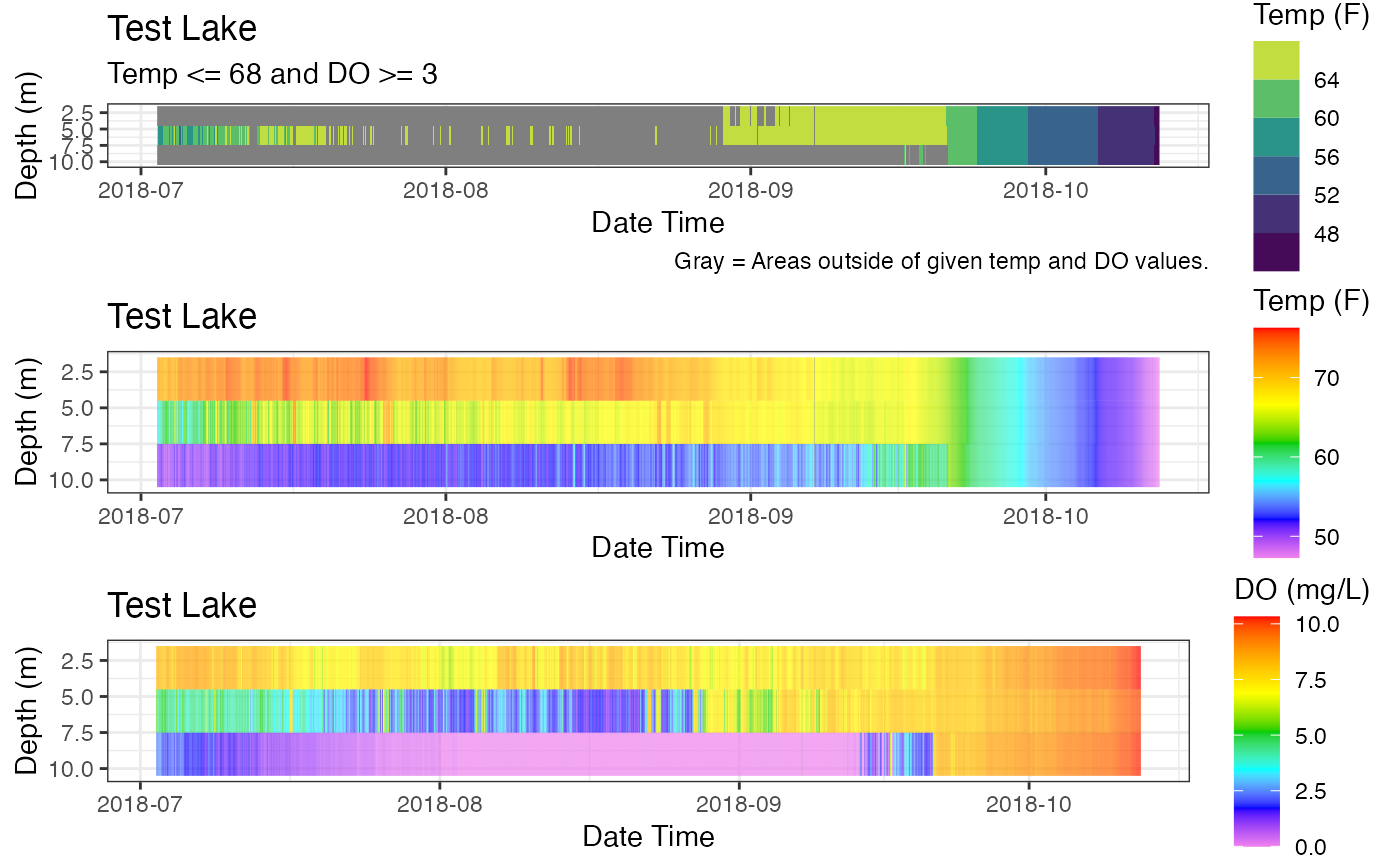 Test Lake
Temp <= 68 and DO >= 3
Depth (m)
2.5
5.0
7.5
10.0
2018-07 2018-08 2018-09 2018-10
Date Time
Gray = Areas outside of given temp and DO values.
Temp (F)
64
60
56
52
48
Test Lake
Depth (m)
2.5
5.0
7.5
10.0
2018-07 2018-08 2018-09 2018-10
Date Time
Temp (F)
70
60
50
Test Lake
Depth (m)
2.5
5.0
7.5
10.0
2018-07 2018-08 2018-09 2018-10
Date Time
DO (mg/L)
10.0
7.5
5.0
2.5
0.0